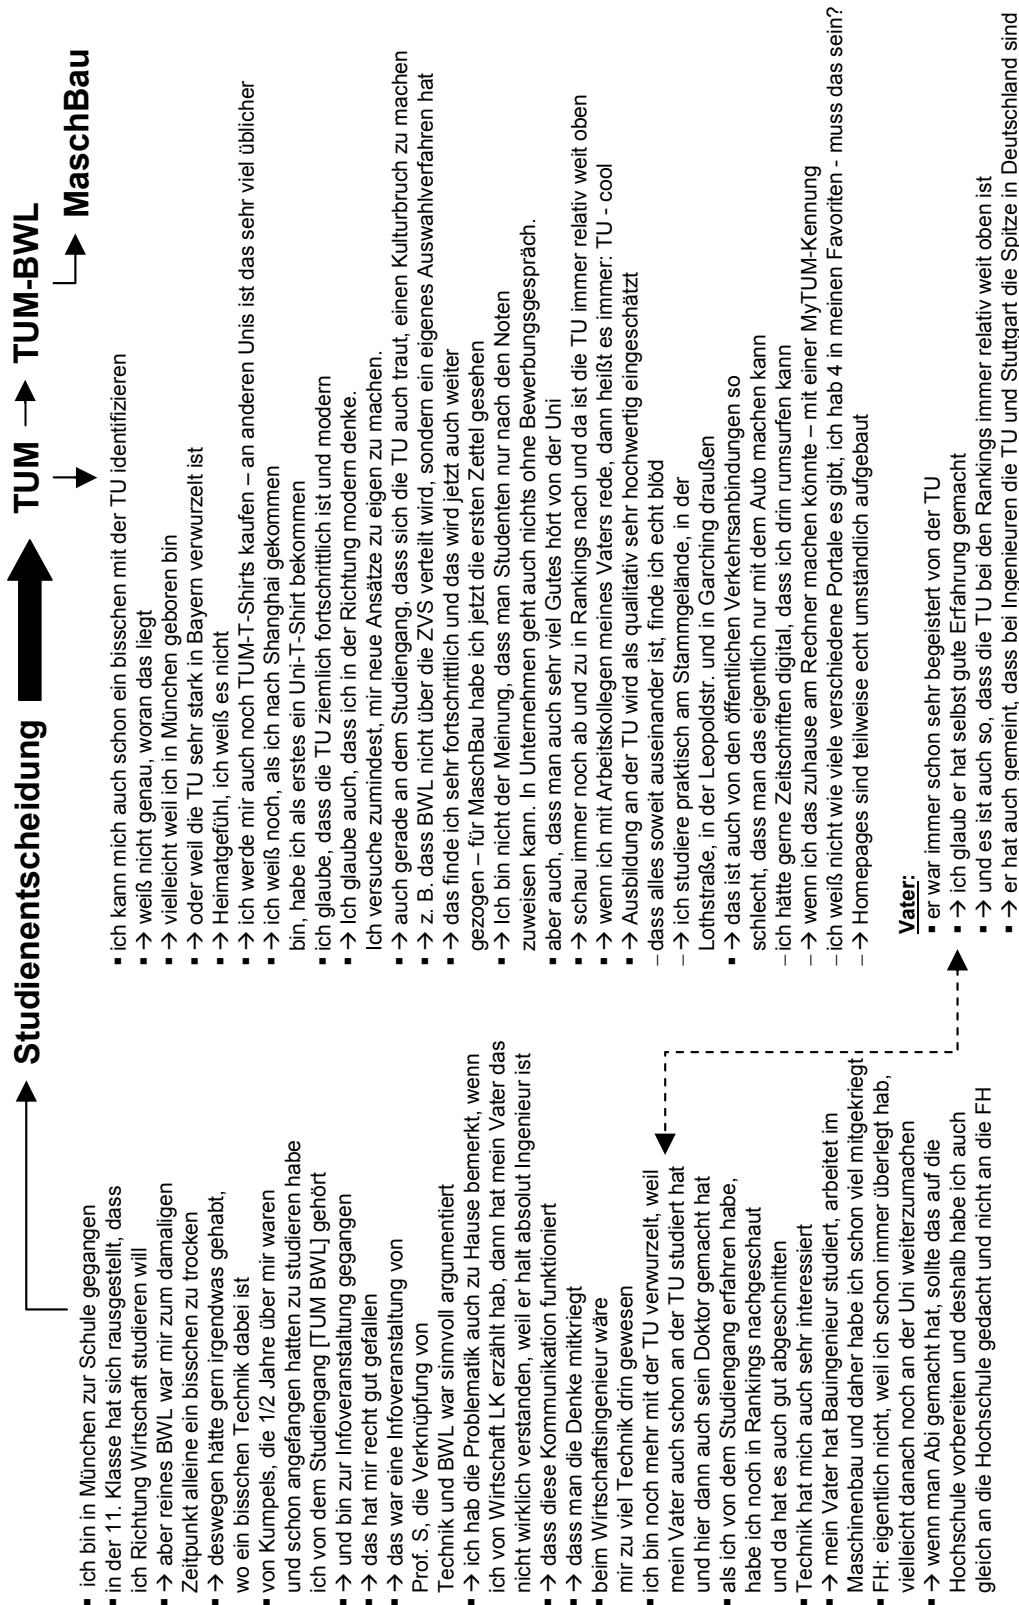 Studienentscheidung TUM → TUM-BWL
MaschBau
▪ ich bin in München zur Schule gegangen
▪ in der 11. Klasse hat sich rausgestellt, dass
ich Richtung Wirtschaft studieren will
▪ → aber reines BWL war mir zum damaligen
Zeitpunkt alleine ein bisschen zu trocken
▪ → deswegen hätte gern irgendwas gehabt,
wo ein bisschen Technik dabei ist
▪ von Kumpels, die 1/2 Jahre über mir waren
und schon angefangen hatten zu studieren habe
ich von dem Studiengang [TUM BWL] gehört
▪ → und bin zur Infoveranstaltung gegangen
▪ → das hat mir recht gut gefallen
▪ → das war eine Infoveranstaltung von
Prof. S, die Verknüpfung von
Technik und BWL war sinnvoll argumentiert
▪ → ich hab die Problematik auch zu Hause bemerkt, wenn
ich von Wirtschaft LK erzählt hab, dann hat mein Vater das
nicht wirklich verstanden, weil er halt absolut Ingenieur ist
▪ → dass diese Kommunikation funktioniert
▪ → dass man die Denke mitkriegt
▪ beim Wirtschaftsingenieur wäre
mir zu viel Technik drin gewesen
▪ ich bin noch mehr mit der TU verwurzelt, weil
mein Vater auch schon an der TU studiert hat
und hier dann auch sein Doktor gemacht hat
▪ als ich von dem Studiengang erfahren habe,
habe ich noch in Rankings nachgeschaut
und da hat es auch gut abgeschnitten
▪ Technik hat mich auch sehr interessiert
▪ → mein Vater hat Bauingenieur studiert, arbeitet im
Maschinenbau und daher habe ich schon viel mitgekriegt
▪ FH: eigentlich nicht, weil ich schon immer überlegt hab,
vielleicht danach noch an der Uni weiterzumachen
▪ → wenn man Abi gemacht hat, sollte das auf die
Hochschule vorbereiten und deshalb habe ich auch
gleich an die Hochschule gedacht und nicht an die FH
▪ ich kann mich auch schon ein bisschen mit der TU identifizieren
▪ → weiß nicht genau, woran das liegt
▪ → vielleicht weil ich in München geboren bin
▪ → oder weil die TU sehr stark in Bayern verwurzelt ist
▪ → Heimatgefühl, ich weiß es nicht
▪ → ich werde mir auch noch TUM-T-Shirts kaufen – an anderen Unis ist das sehr viel üblicher
▪ → ich weiß noch, als ich nach Shanghai gekommen
bin, habe ich als erstes ein Uni-T-Shirt bekommen
▪ ich glaube, dass die TU ziemlich fortschrittlich ist und modern
▪ → Ich glaube auch, dass ich in der Richtung modern denke.
Ich versuche zumindest, mir neue Ansätze zu eigen zu machen.
▪ → auch gerade an dem Studiengang, dass sich die TU auch traut, einen Kulturbruch zu machen
▪ → z. B. dass BWL nicht über die ZVS verteilt wird, sondern ein eigenes Auswahlverfahren hat
▪ → das finde ich sehr fortschrittlich und das wird jetzt auch weiter
gezogen – für MaschBau habe ich jetzt die ersten Zettel gesehen
▪ → Ich bin nicht der Meinung, dass man Studenten nur nach den Noten
zuweisen kann. In Unternehmen geht auch nichts ohne Bewerbungsgespräch.
▪ aber auch, dass man auch sehr viel Gutes hört von der Uni
▪ → schau immer noch ab und zu in Rankings nach und da ist die TU immer relativ weit oben
▪ → wenn ich mit Arbeitskollegen meines Vaters rede, dann heißt es immer: TU - cool
▪ → Ausbildung an der TU wird als qualitativ sehr hochwertig eingeschätzt
– dass alles soweit auseinander ist, finde ich echt blöd
– → ich studiere praktisch am Stammgelände, in der
Lothstraße, in der Leopoldstr. und in Garching draußen
▪ → das ist auch von den öffentlichen Verkehrsanbindungen so
schlecht, dass man das eigentlich nur mit dem Auto machen kann
– ich hätte gerne Zeitschriften digital, dass ich drin rumsurfen kann
– → wenn ich das zuhause am Rechner machen könnte – mit einer MyTUM-Kennung
– ich weiß nicht wie viele verschiedene Portale es gibt, ich hab 4 in meinen Favoriten - muss das sein?
– → Homepages sind teilweise echt umständlich aufgebaut
Vater:
▪ er war immer schon sehr begeistert von der TU
▪ → ich glaub er hat selbst gute Erfahrung gemacht
▪ → und es ist auch so, dass die TU bei den Rankings immer relativ weit oben ist
▪ → er hat auch gemeint, dass bei Ingenieuren die TU und Stuttgart die Spitze in Deutschland sind